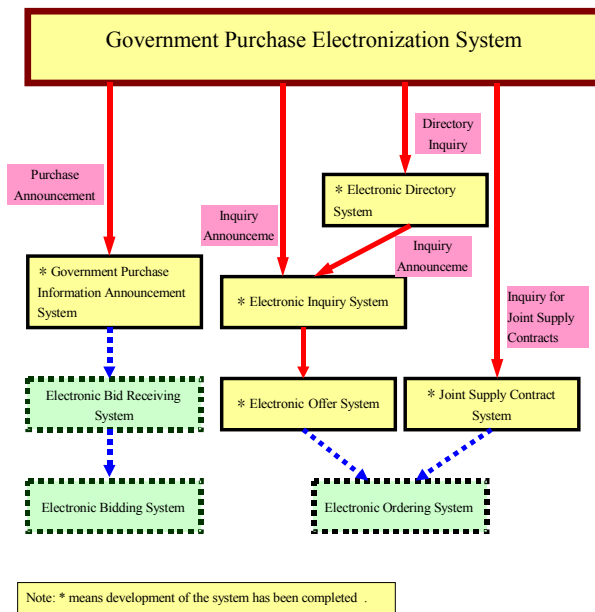 Government Purchase Electronization System
Directory
Inquiry
Purchase
Announcement
* Electronic Directory
System
Inquiry
Announceme
Inquiry
Announceme
* Government Purchase
Information Announcement
System
* Electronic Inquiry System
Inquiry for
Joint Supply
Contracts
Electronic Bid Receiving
System
* Electronic Offer System
* Joint Supply Contract
System
Electronic Bidding System
Electronic Ordering System
Note: * means development of the system has been completed .